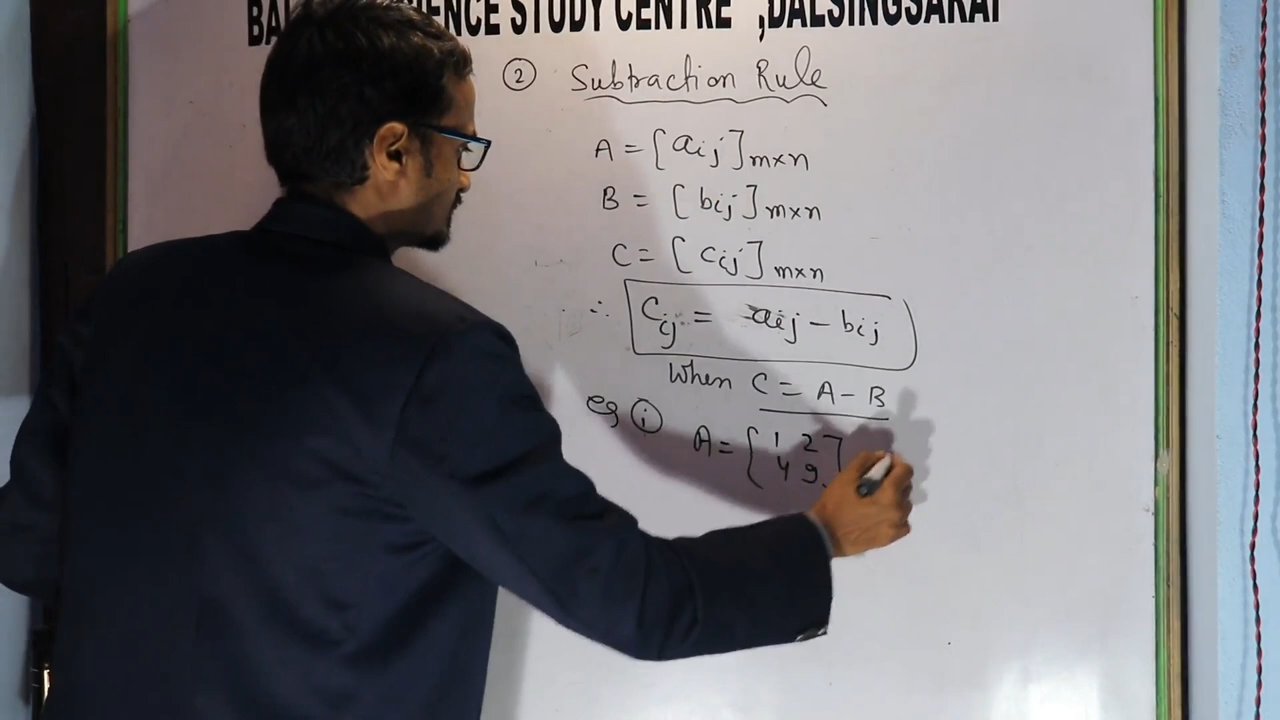 ENCE STUDY CENTRE ,DALSINGSARAI
② Subtraction Rule
A = [aij]m×n
B = [bij]m×n
C = [cij]m×n
∴ Cij = aij - bij
When C = A - B
eg ⓘ A = [1 2
4 9]